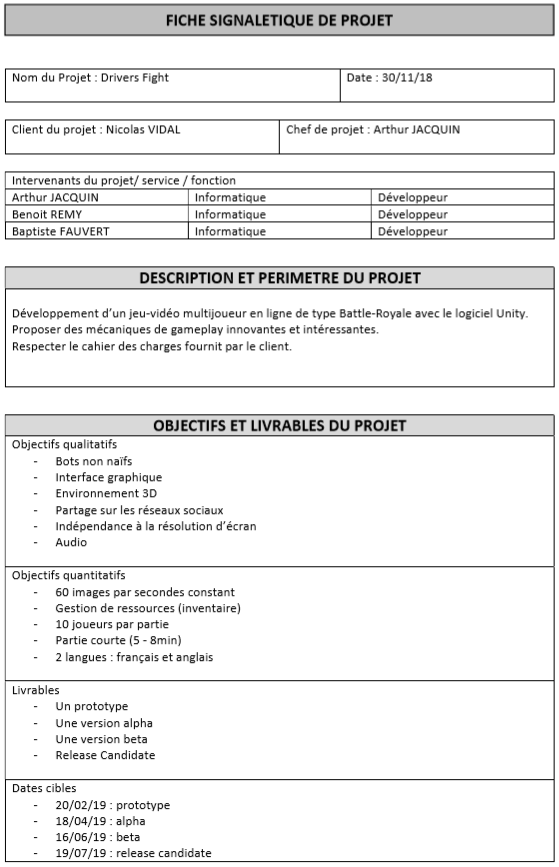 FICHE SIGNALETIQUE DE PROJET
Nom du Projet : Drivers Fight
Date : 30/11/18
Client du projet : Nicolas VIDAL
Chef de projet : Arthur JACQUIN
Intervenants du projet/ service / fonction
Arthur JACQUIN Informatique Développeur
Benoit REMY Informatique Développeur
Baptiste FAUVERT Informatique Développeur
DESCRIPTION ET PERIMETRE DU PROJET
Développement d'un jeu-vidéo multijoueur en ligne de type Battle-Royale avec le logiciel Unity.
Proposer des mécaniques de gameplay innovantes et intéressantes.
Respecter le cahier des charges fournit par le client.
OBJECTIFS ET LIVRABLES DU PROJET
Objectifs qualitatifs
- Bots non naïfs
- Interface graphique
- Environnement 3D
- Partage sur les réseaux sociaux
- Indépendance à la résolution d'écran
- Audio
Objectifs quantitatifs
- 60 images par secondes constant
- Gestion de ressources (inventaire)
- 10 joueurs par partie
- Partie courte (5 - 8min)
- 2 langues : français et anglais
Livrables
- Un prototype
- Une version alpha
- Une version beta
- Release Candidate
Dates cibles
- 20/02/19 : prototype
- 18/04/19 : alpha
- 16/06/19 : beta
- 19/07/19 : release candidate